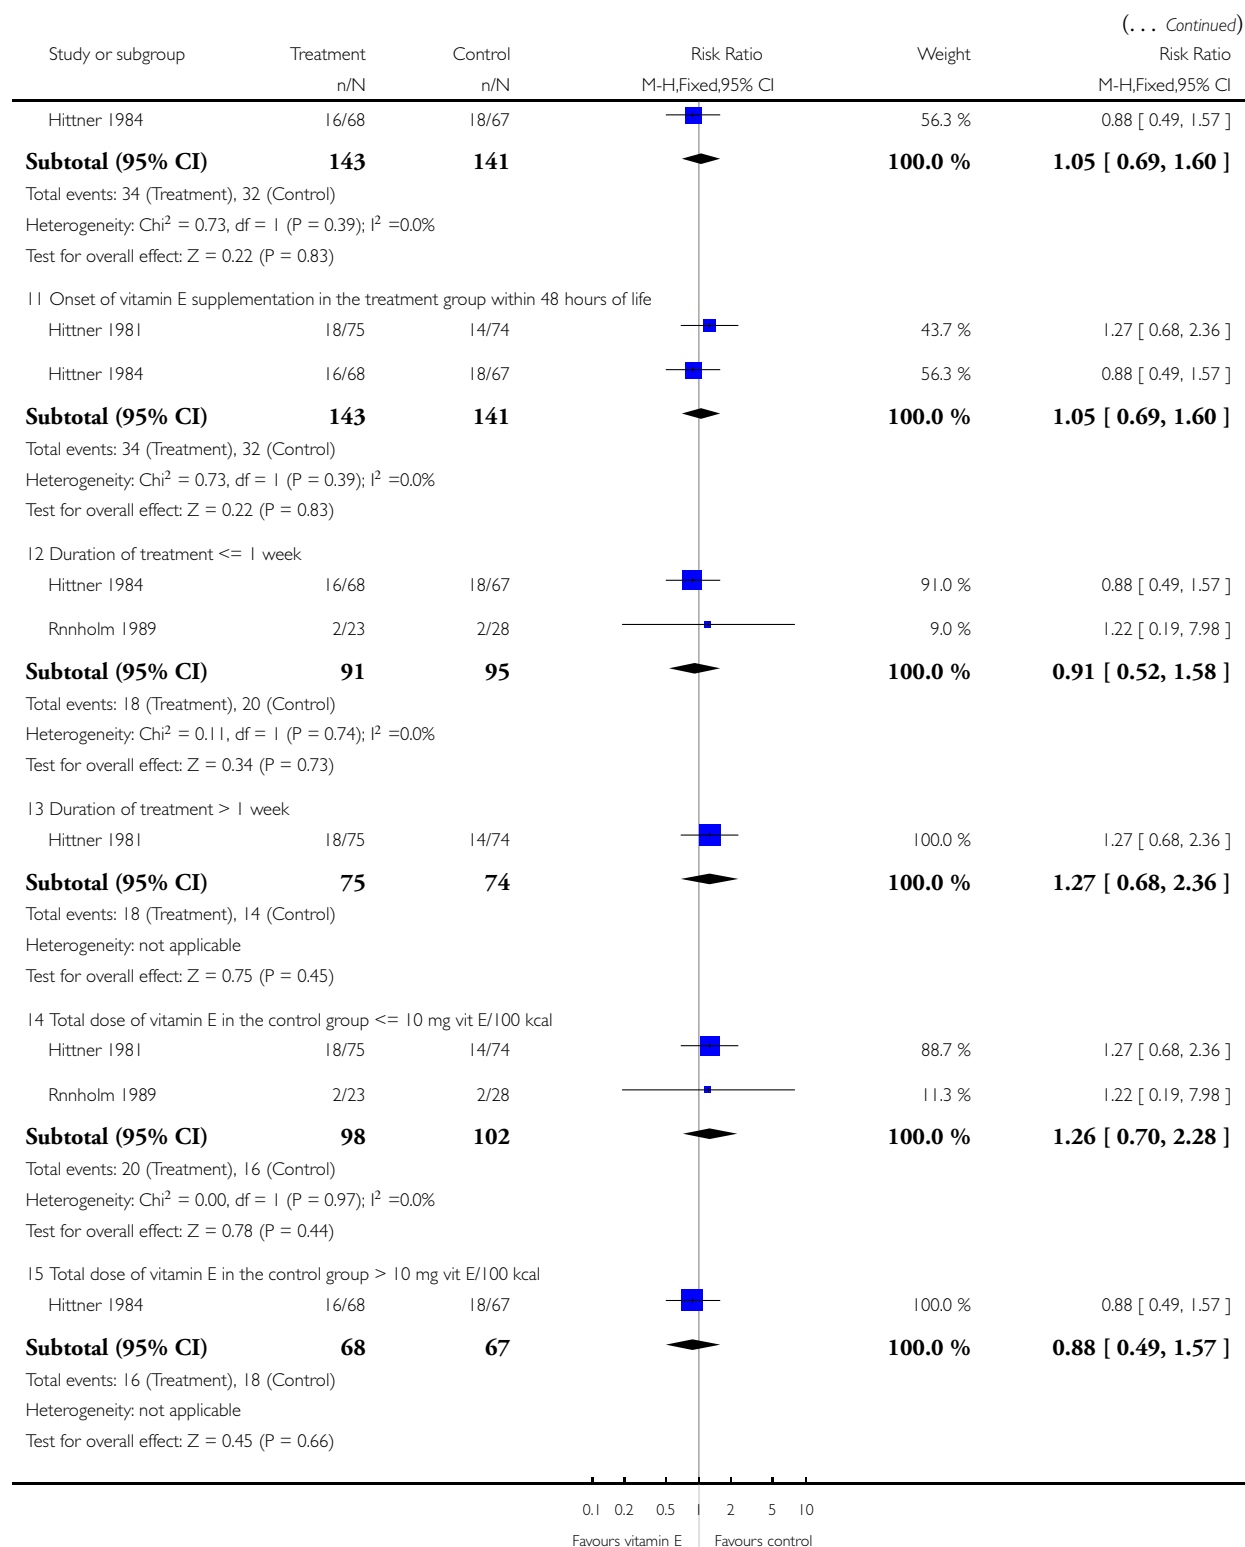 (... Continued)
Study or subgroup Treatment Control Risk Ratio Weight Risk Ratio
n/N n/N M-H,Fixed,95% CI M-H,Fixed,95% CI
Hittner 1984 16/68 18/67 56.3 % 0.88 [ 0.49, 1.57 ]
Subtotal (95% CI) 143 141 100.0 % 1.05 [ 0.69, 1.60 ]
Total events: 34 (Treatment), 32 (Control)
Heterogeneity: Chi² = 0.73, df = 1 (P = 0.39); I² =0.0%
Test for overall effect: Z = 0.22 (P = 0.83)
11 Onset of vitamin E supplementation in the treatment group within 48 hours of life
Hittner 1981 18/75 14/74 43.7 % 1.27 [ 0.68, 2.36 ]
Hittner 1984 16/68 18/67 56.3 % 0.88 [ 0.49, 1.57 ]
Subtotal (95% CI) 143 141 100.0 % 1.05 [ 0.69, 1.60 ]
Total events: 34 (Treatment), 32 (Control)
Heterogeneity: Chi² = 0.73, df = 1 (P = 0.39); I² =0.0%
Test for overall effect: Z = 0.22 (P = 0.83)
12 Duration of treatment <= 1 week
Hittner 1984 16/68 18/67 91.0 % 0.88 [ 0.49, 1.57 ]
Rnnholm 1989 2/23 2/28 9.0 % 1.22 [ 0.19, 7.98 ]
Subtotal (95% CI) 91 95 100.0 % 0.91 [ 0.52, 1.58 ]
Total events: 18 (Treatment), 20 (Control)
Heterogeneity: Chi² = 0.11, df = 1 (P = 0.74); I² =0.0%
Test for overall effect: Z = 0.34 (P = 0.73)
13 Duration of treatment > 1 week
Hittner 1981 18/75 14/74 100.0 % 1.27 [ 0.68, 2.36 ]
Subtotal (95% CI) 75 74 100.0 % 1.27 [ 0.68, 2.36 ]
Total events: 18 (Treatment), 14 (Control)
Heterogeneity: not applicable
Test for overall effect: Z = 0.75 (P = 0.45)
14 Total dose of vitamin E in the control group <= 10 mg vit E/100 kcal
Hittner 1981 18/75 14/74 88.7 % 1.27 [ 0.68, 2.36 ]
Rnnholm 1989 2/23 2/28 11.3 % 1.22 [ 0.19, 7.98 ]
Subtotal (95% CI) 98 102 100.0 % 1.26 [ 0.70, 2.28 ]
Total events: 20 (Treatment), 16 (Control)
Heterogeneity: Chi² = 0.00, df = 1 (P = 0.97); I² =0.0%
Test for overall effect: Z = 0.78 (P = 0.44)
15 Total dose of vitamin E in the control group > 10 mg vit E/100 kcal
Hittner 1984 16/68 18/67 100.0 % 0.88 [ 0.49, 1.57 ]
Subtotal (95% CI) 68 67 100.0 % 0.88 [ 0.49, 1.57 ]
Total events: 16 (Treatment), 18 (Control)
Heterogeneity: not applicable
Test for overall effect: Z = 0.45 (P = 0.66)
0.1 0.2 0.5 1 2 5 10
Favours vitamin E Favours control